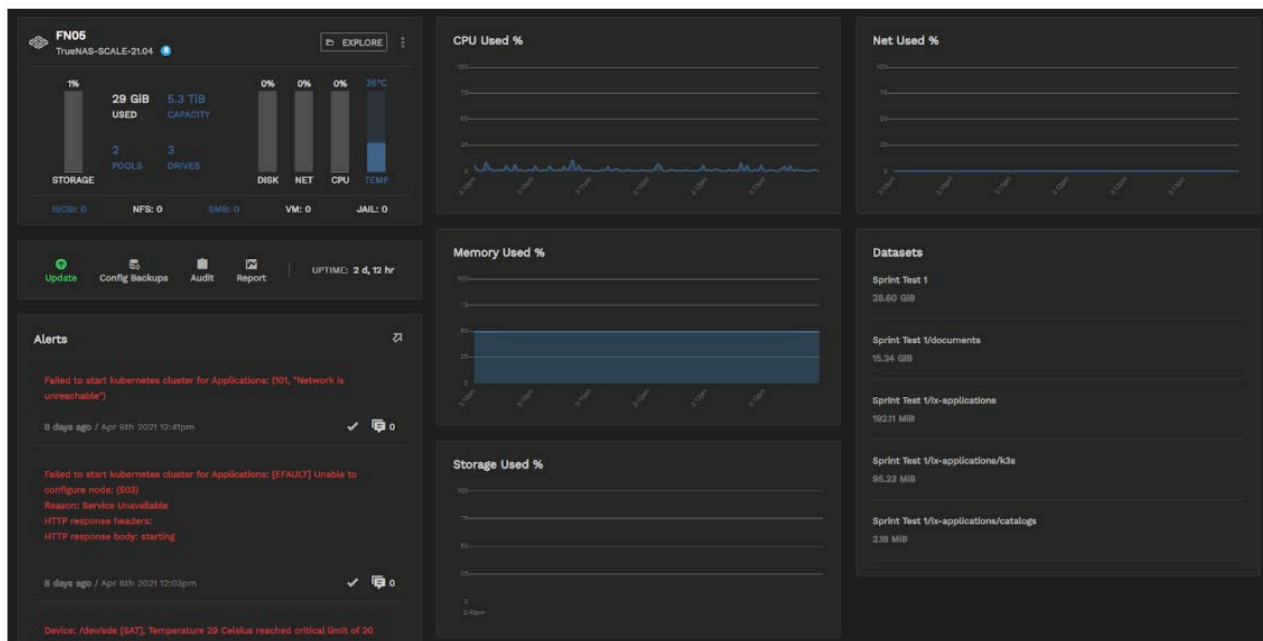 FN05
TrueNAS-SCALE-21.04
EXPLORE
1%
29 GiB
USED
5.3 TiB
CAPACITY
2
POOLS
3
DRIVES
STORAGE
0%
0%
0%
36°C
DISK
NET
CPU
TEMP
ISCSI: 0
NFS: 0
SMB: 0
VM: 0
JAIL: 0
Update
Config Backups
Audit
Report
UPTIME: 2 d, 12 hr
Alerts
Failed to start kubernetes cluster for Applications: (101, "Network is
unreachable")
8 days ago / Apr 6th 2021 12:41pm
0
Failed to start kubernetes cluster for Applications: [EFAULT] Unable to
configure node: (503)
Reason: Service Unavailable
HTTP response headers:
HTTP response body: starting
8 days ago / Apr 6th 2021 12:03pm
0
Device: /dev/sde [SAT], Temperature 29 Celsius reached critical limit of 20
CPU Used %
100
75
50
25
0
Memory Used %
100
75
50
25
0
Storage Used %
100
75
50
25
0
Net Used %
100
75
50
25
0
Datasets
Sprint Test 1
28.60 GiB
Sprint Test 1/documents
15.24 GiB
Sprint Test 1/ix-applications
192.11 MiB
Sprint Test 1/ix-applications/k3s
95.23 MiB
Sprint Test 1/ix-applications/catalogs
2.16 MiB